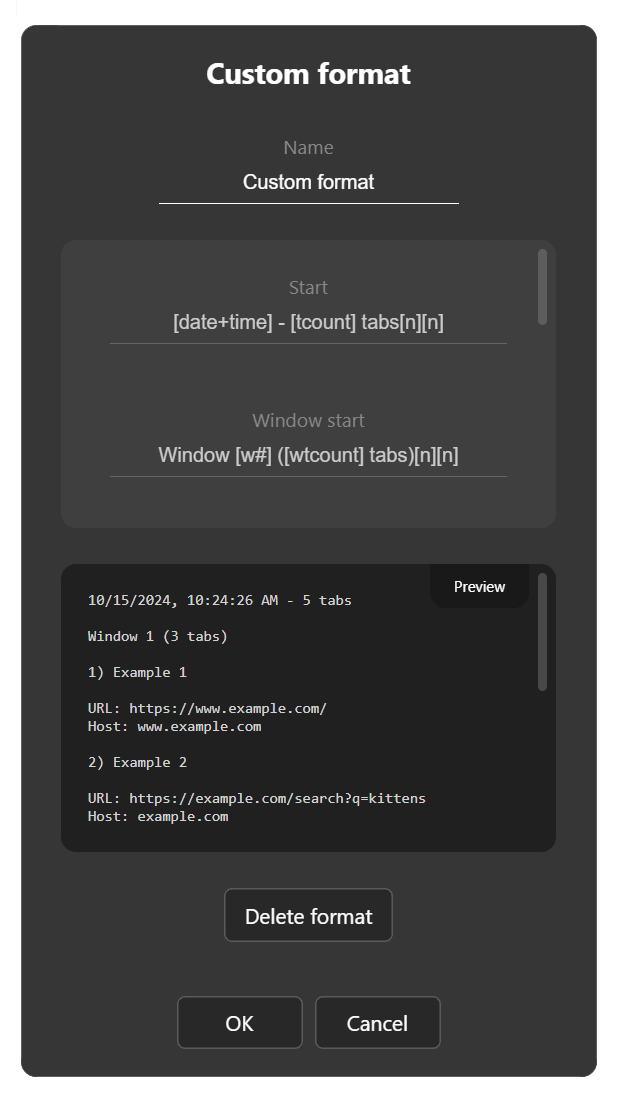 Custom format
Name
Custom format
Start
[date+time] - [tcount] tabs[n][n]
Window start
Window [w#] ([wtcount] tabs)[n][n]
Preview
10/15/2024, 10:24:26 AM - 5 tabs
Window 1 (3 tabs)
1) Example 1
URL: https://www.example.com/
Host: www.example.com
2) Example 2
URL: https://example.com/search?q=kittens
Host: example.com
Delete format
OK
Cancel